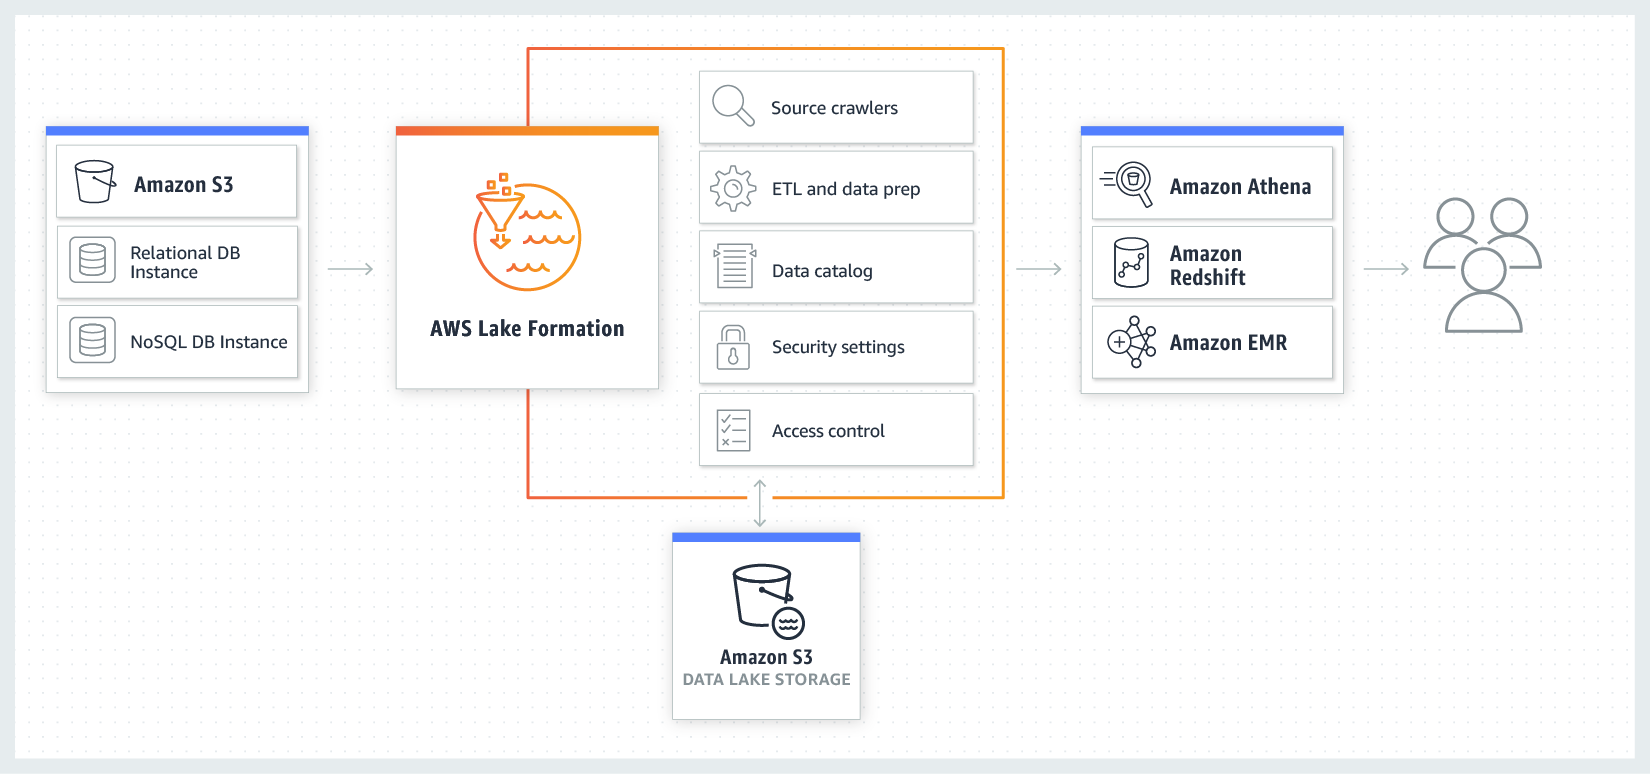 Amazon S3
Relational DB
Instance
NoSQL DB Instance
AWS Lake Formation
Source crawlers
ETL and data prep
Data catalog
Security settings
Access control
Amazon S3
DATA LAKE STORAGE
Amazon Athena
Amazon
Redshift
Amazon EMR